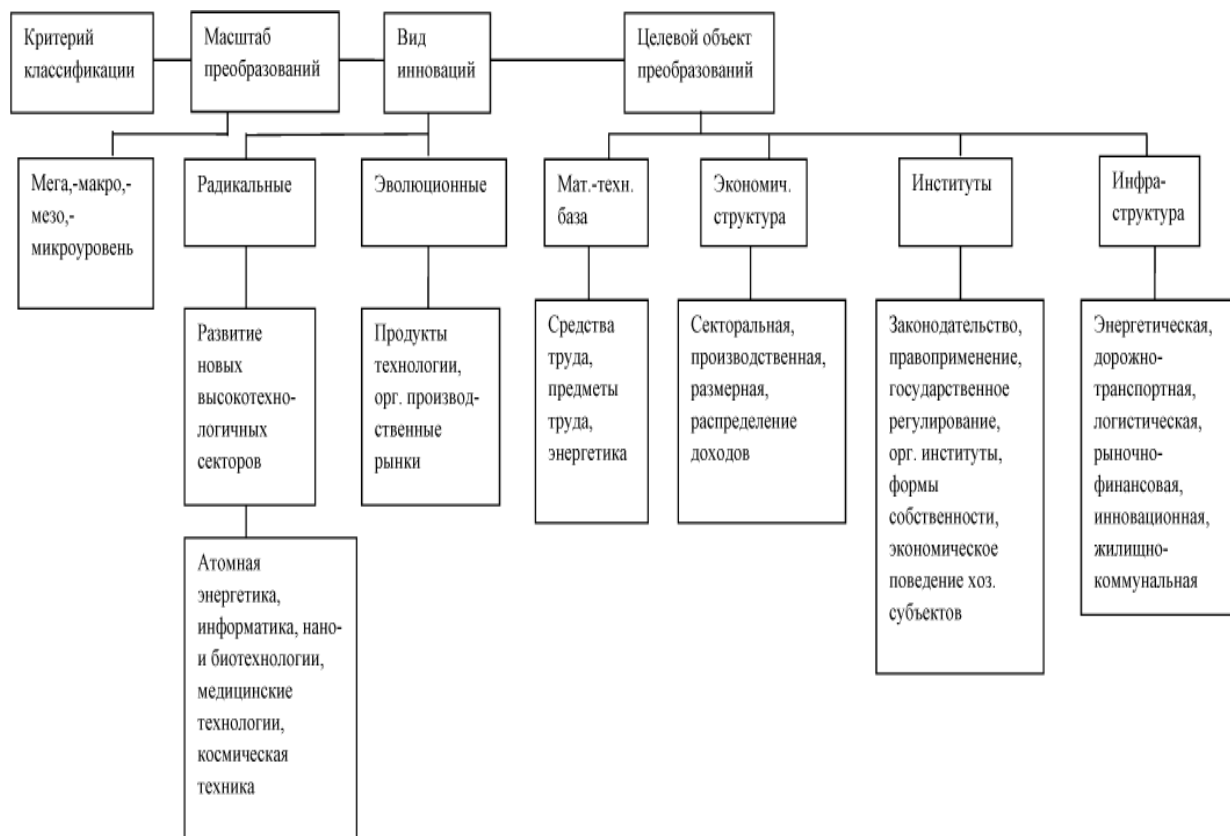 Критерий
классификации
Масштаб
преобразований
Вид
инноваций
Целевой объект
преобразований
Мега,-макро,-
мезо,-
микроуровень
Радикальные
Эволюционные
Мат.-техн.
база
Экономич.
структура
Институты
Инфра-
структура
Развитие
новых
высокотехно-
логичных
секторов
Продукты
технологии,
орг. производ-
ственные
рынки
Средства
труда,
предметы
труда,
энергетика
Секторальная,
производственная,
размерная,
распределение
доходов
Законодательство,
правоприменение,
государственное
регулирование,
орг. институты,
формы
собственности,
экономическое
поведение хоз.
субъектов
Энергетическая,
дорожно-
транспортная,
логистическая,
рыночно-
финансовая,
инновационная,
жилищно-
коммунальная
Атомная
энергетика,
информатика, нано-
и биотехнологии,
медицинские
технологии,
космическая
техника